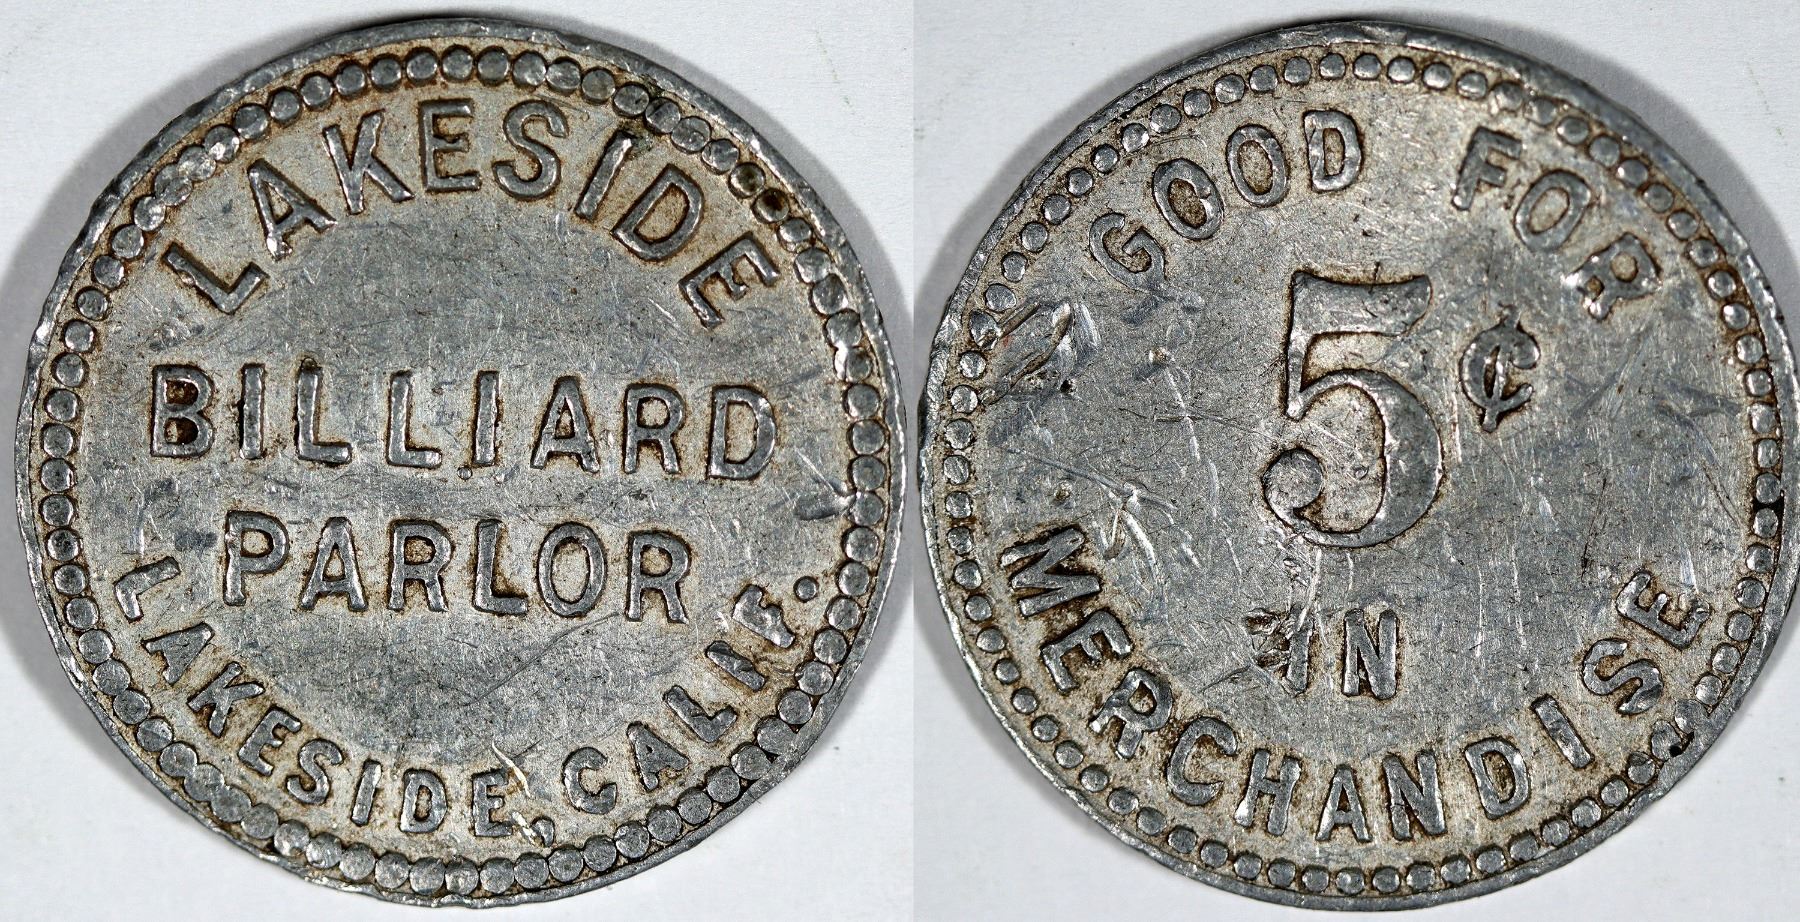 LAKESIDE
BILLIARD
PARLOR
LAKESIDE, CALIF.
GOOD FOR
5¢
IN
MERCHANDISE